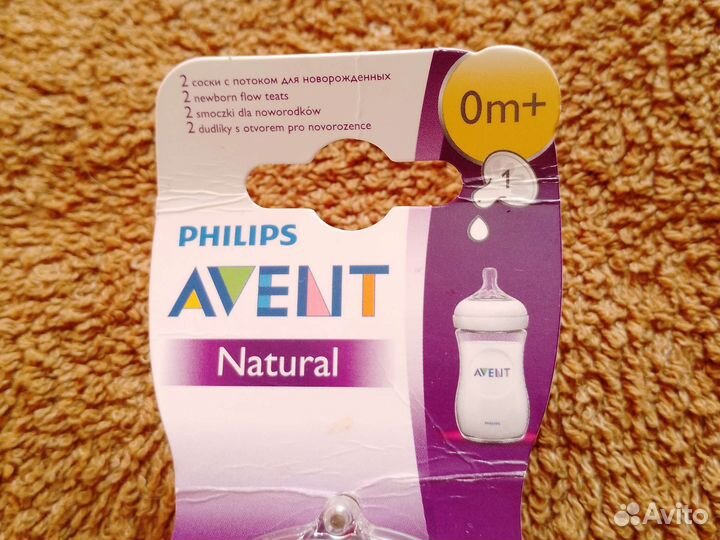 2 соски с потоком для новорожденных
2 newborn flow teats
2 smoczki dla noworodków
2 dudlíky s otvorem pro novorozence
0m+
1
PHILIPS
AVENT
Natural
AVENT
PHILIPS
Avito